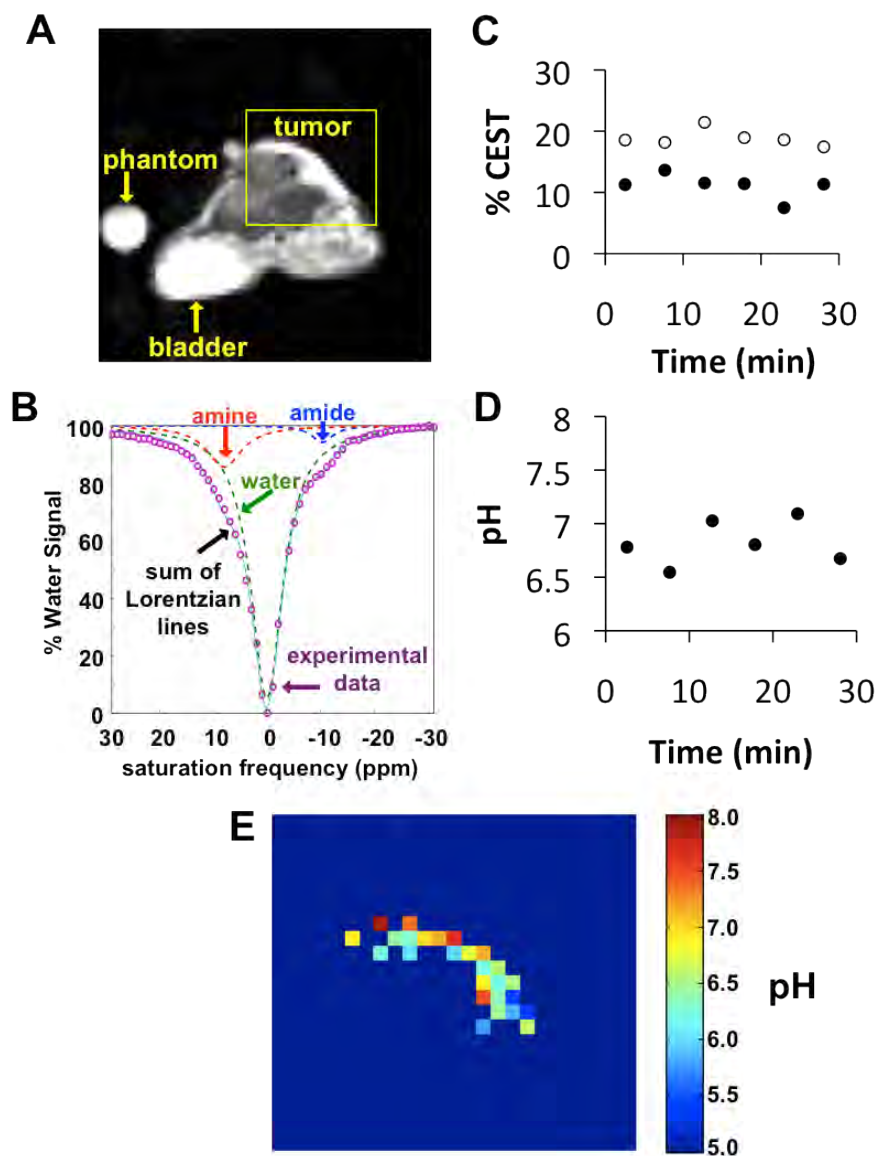 A
phantom
tumor
bladder
B
100
80
60
40
20
0
% Water Signal
amine
amide
water
sum of
Lorentzian
lines
experimental
data
30 20 10 0 -10 -20 -30
saturation frequency (ppm)
C
30
20
10
0
% CEST
0 10 20 30
Time (min)
D
8
7.5
7
6.5
6
pH
0 10 20 30
Time (min)
E
8.0
7.5
7.0
6.5
6.0
5.5
5.0
pH